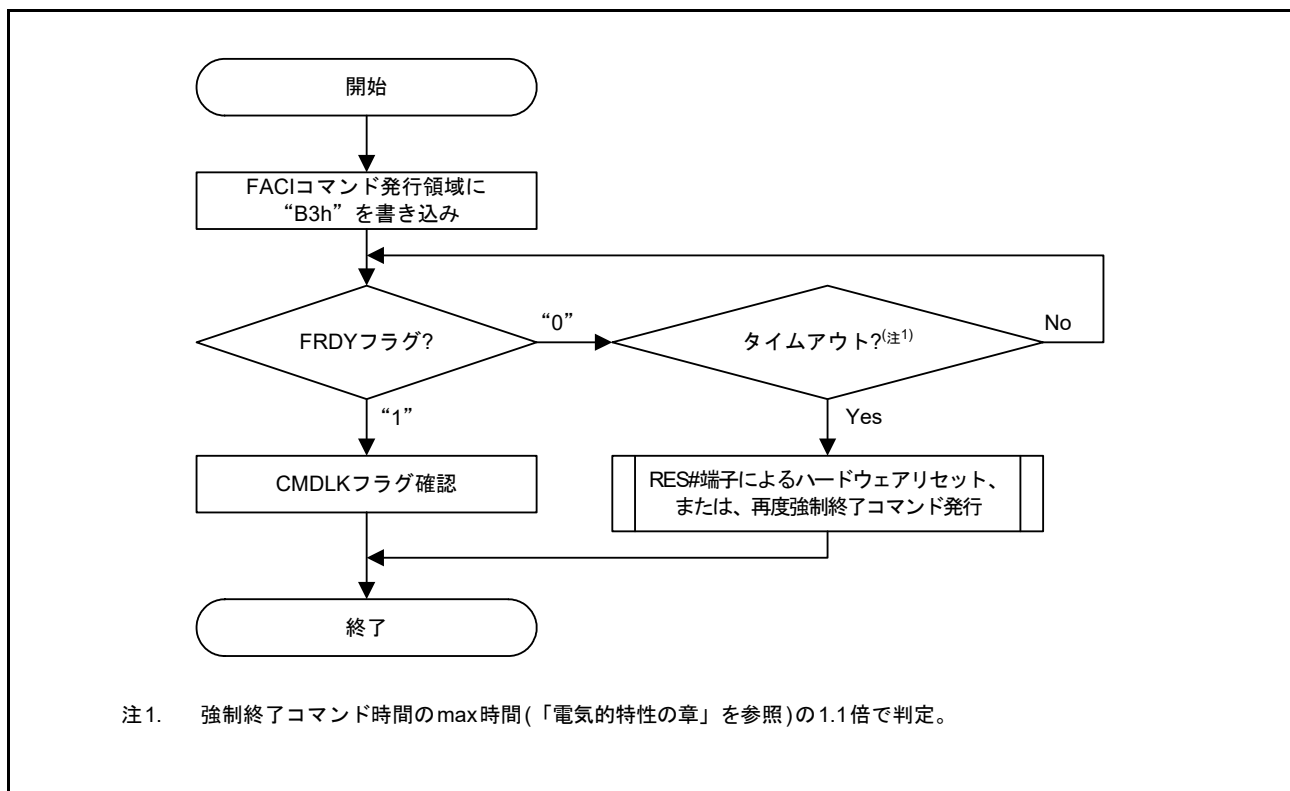 開始
FACIコマンド発行領域に
“B3h”を書き込み
FRDYフラグ?
“0”
タイムアウト?(注1)
No
“1”
Yes
CMDLKフラグ確認
RES#端子によるハードウェアリセット、
または、再度強制終了コマンド発行
終了
注1. 強制終了コマンド時間のmax時間(「電気的特性の章」を参照)の1.1倍で判定。